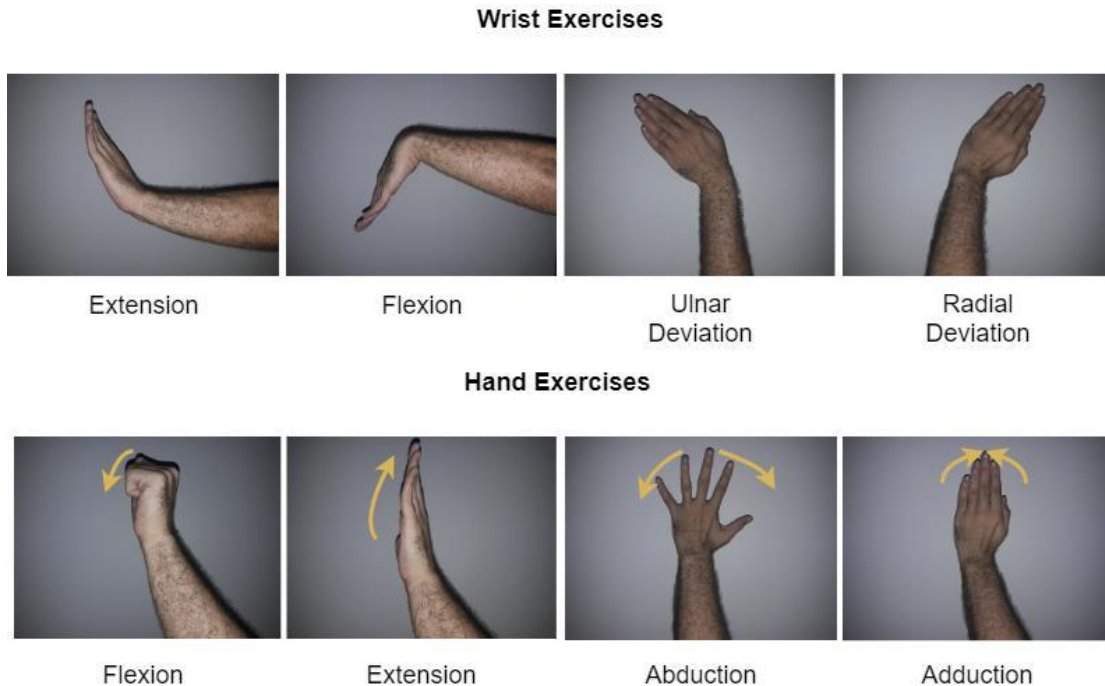 Wrist Exercises
Extension
Flexion
Ulnar
Deviation
Radial
Deviation
Hand Exercises
Flexion
Extension
Abduction
Adduction